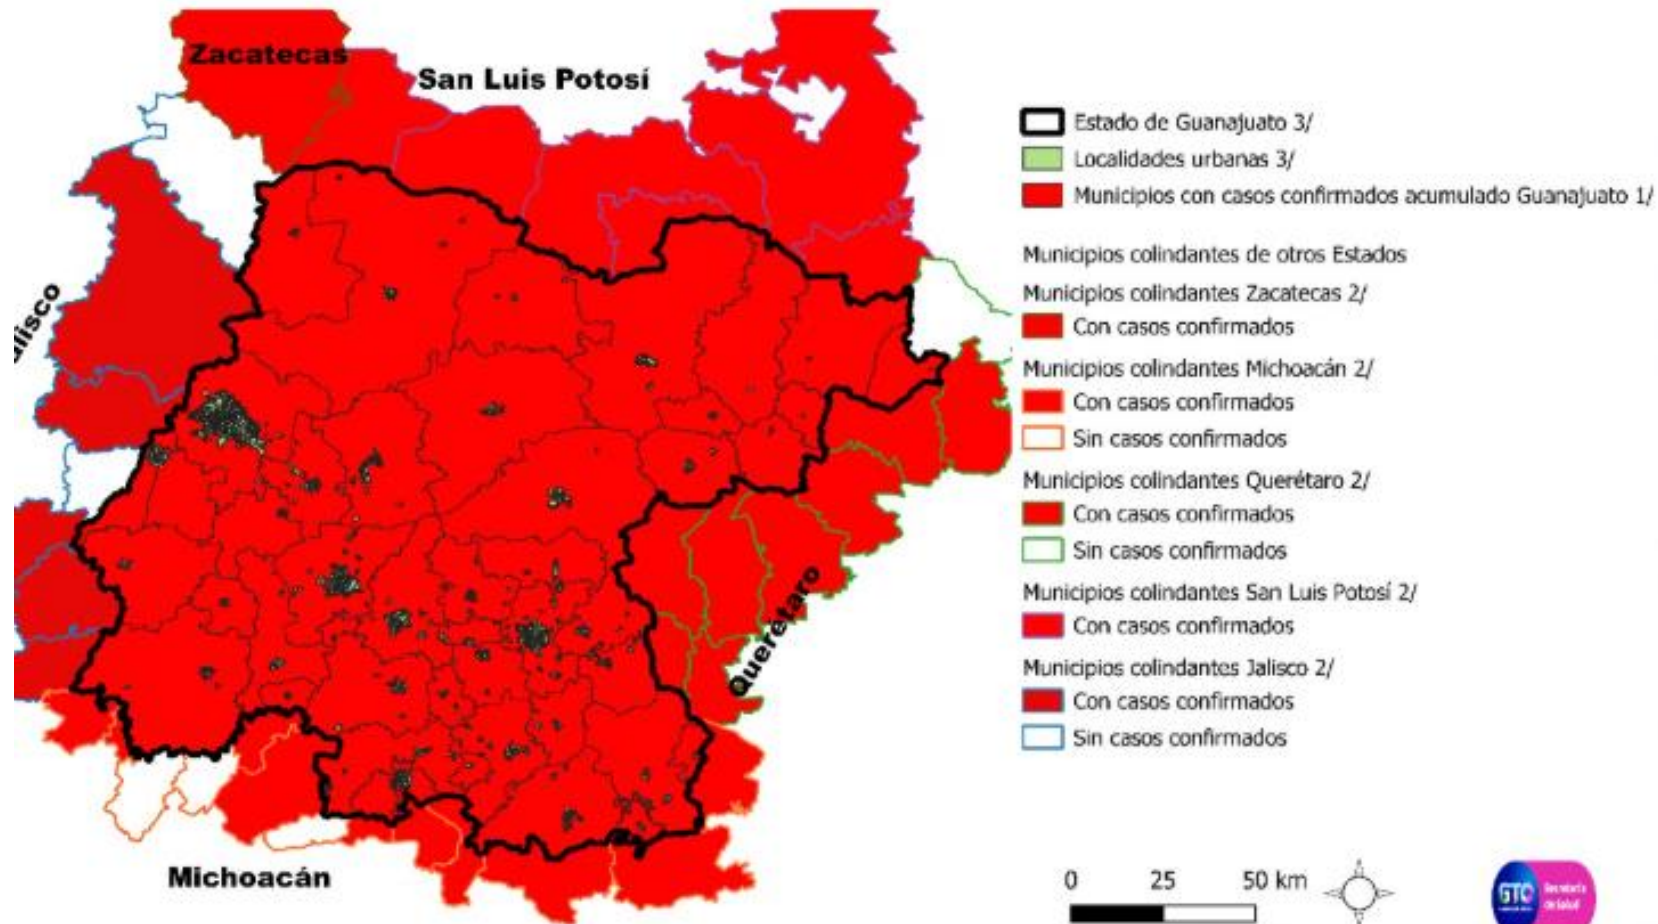 Zacatecas
San Luis Potosí
alisco
Querétaro
Michoacán
Estado de Guanajuato 3/
Localidades urbanas 3/
Municipios con casos confirmados acumulado Guanajuato 1/
Municipios colindantes de otros Estados
Municipios colindantes Zacatecas 2/
Con casos confirmados
Municipios colindantes Michoacán 2/
Con casos confirmados
Sin casos confirmados
Municipios colindantes Querétaro 2/
Con casos confirmados
Sin casos confirmados
Municipios colindantes San Luis Potosí 2/
Con casos confirmados
Municipios colindantes Jalisco 2/
Con casos confirmados
Sin casos confirmados
0 25 50 km
GTO
Secretaría
de Salud